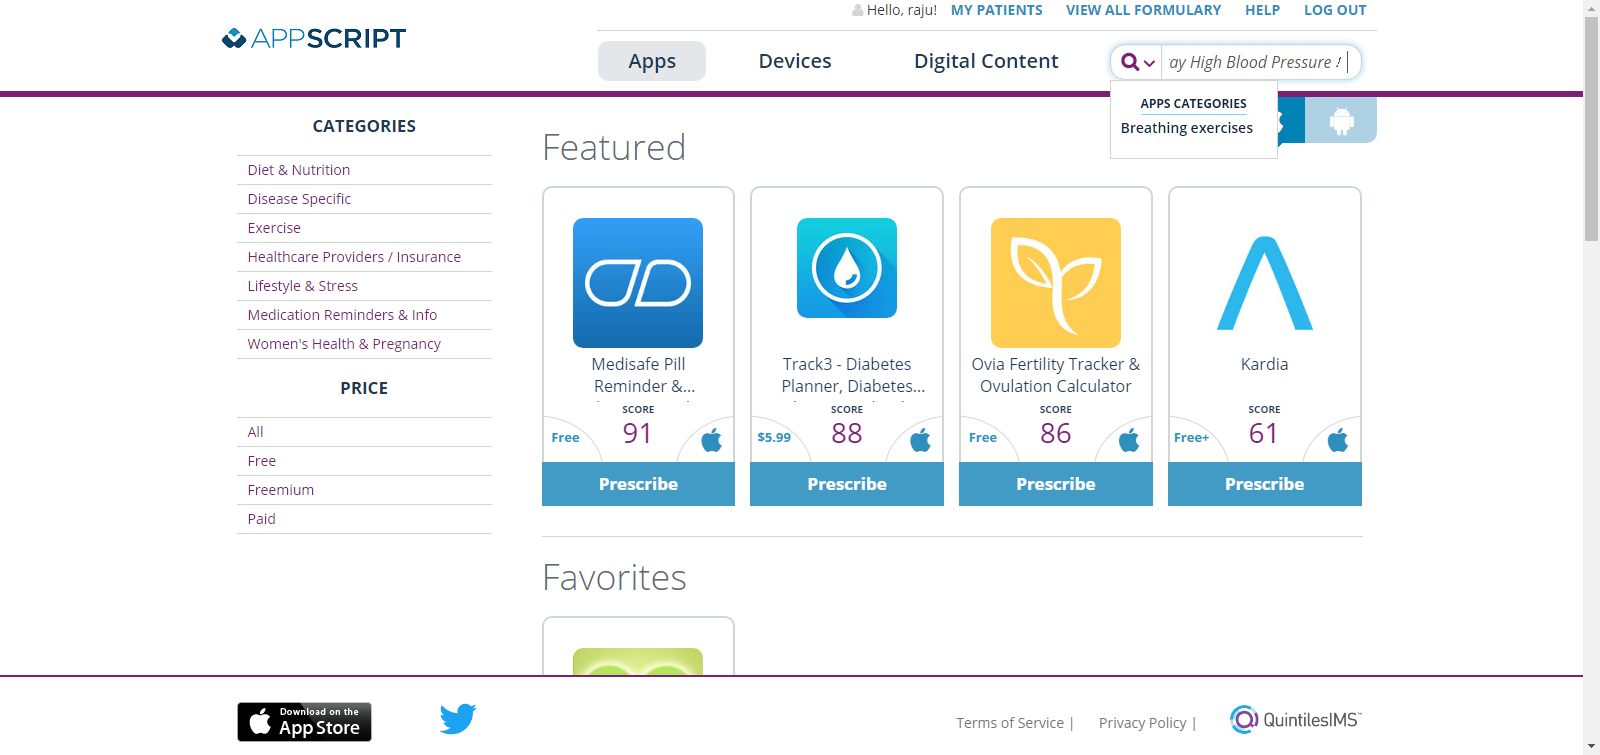 Hello, raju! MY PATIENTS VIEW ALL FORMULARY HELP LOG OUT
APPSCRIPT
Apps Devices Digital Content
ay High Blood Pressure
APPS CATEGORIES
Breathing exercises
CATEGORIES
Diet & Nutrition
Disease Specific
Exercise
Healthcare Providers / Insurance
Lifestyle & Stress
Medication Reminders & Info
Women's Health & Pregnancy
PRICE
All
Free
Freemium
Paid
Featured
Medisafe Pill
Reminder &...
SCORE
Free 91
Prescribe
Track3 - Diabetes
Planner, Diabetes...
SCORE
$5.99 88
Prescribe
Ovia Fertility Tracker &
Ovulation Calculator
SCORE
Free 86
Prescribe
Kardia
SCORE
Free+ 61
Prescribe
Favorites
Download on the
App Store
Terms of Service |
Privacy Policy |
QuintilesIMS™